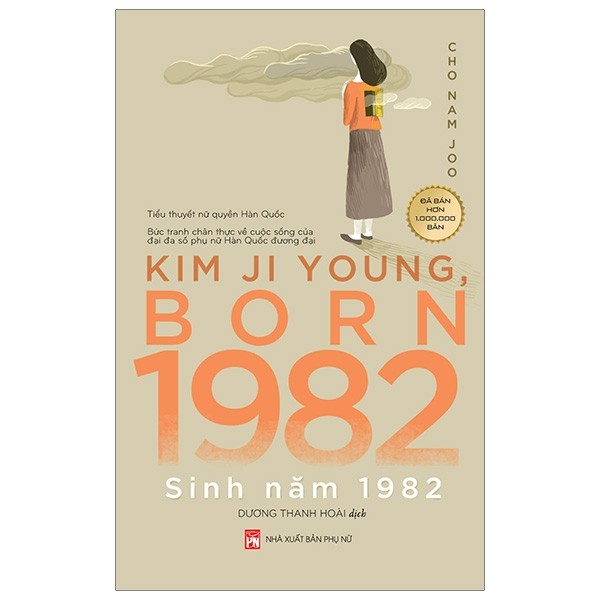 CHO NAM JOO
ĐÃ BÁN
HƠN
1.000.000
BẢN
Tiểu thuyết nữ quyền Hàn Quốc
Bức tranh chân thực về cuộc sống của
đại đa số phụ nữ Hàn Quốc đương đại
KIM JI YOUNG,
BORN
1982
Sinh năm 1982
DƯƠNG THANH HOÀI dịch
PN
NHÀ XUẤT BẢN PHỤ NỮ